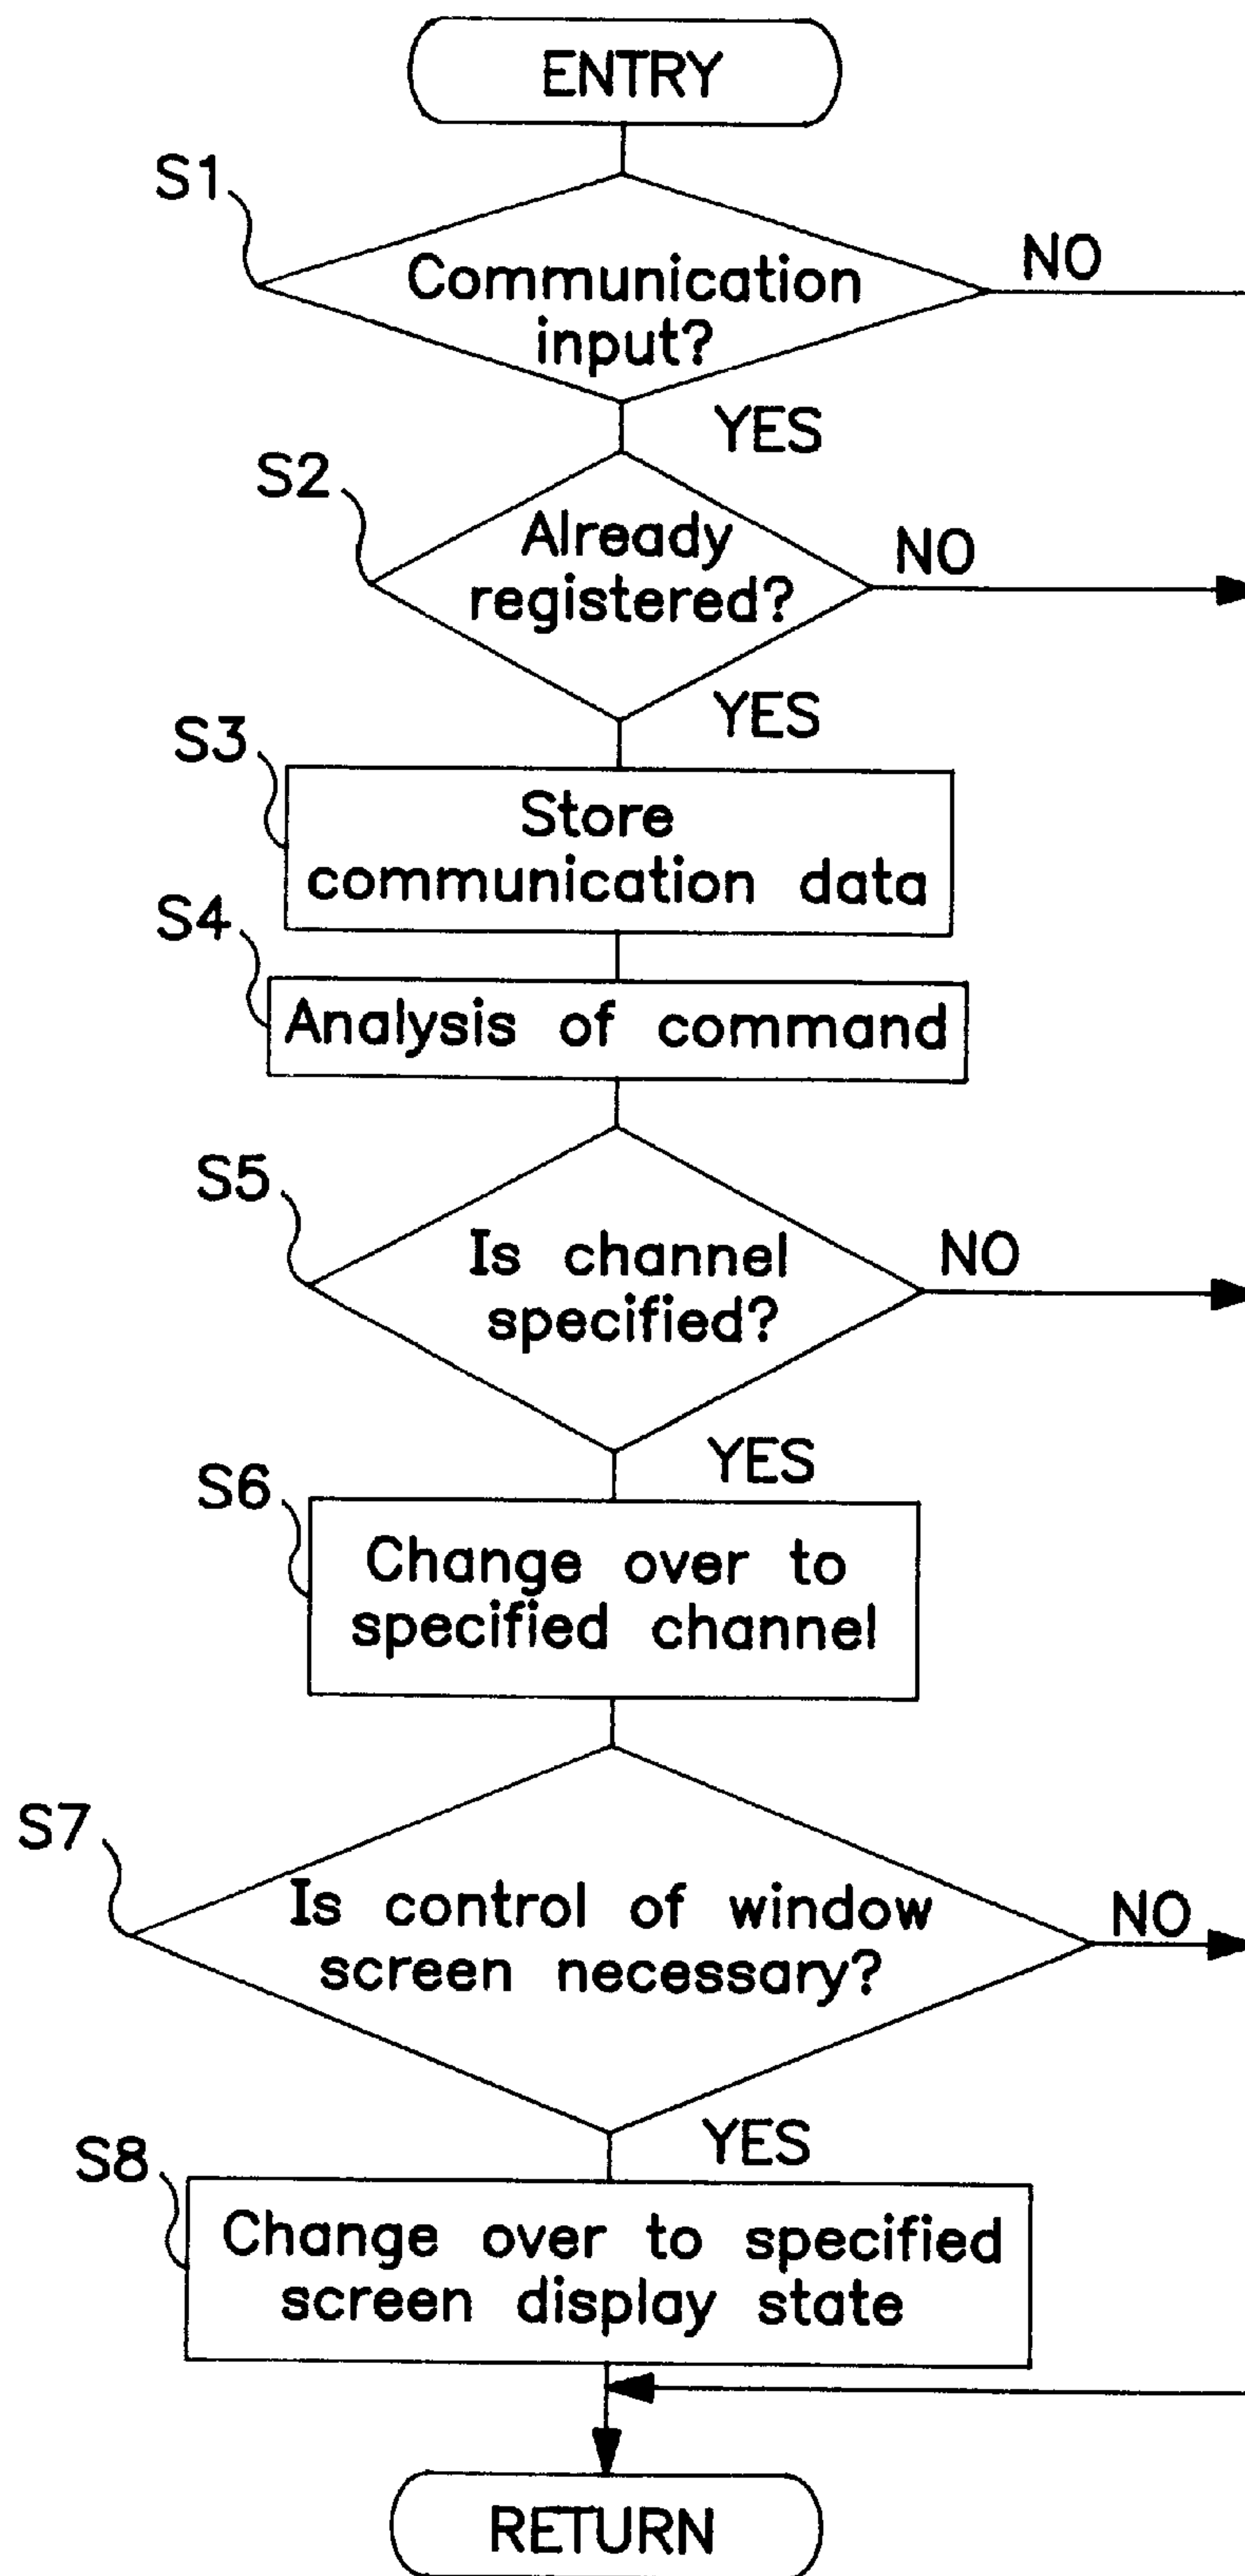 ENTRY
S1
Communication
input?
NO
YES
S2
Already
registered?
NO
YES
S3
Store
communication data
S4
Analysis of command
S5
Is channel
specified?
NO
YES
S6
Change over to
specified channel
S7
Is control of window
screen necessary?
NO
YES
S8
Change over to specified
screen display state
RETURN